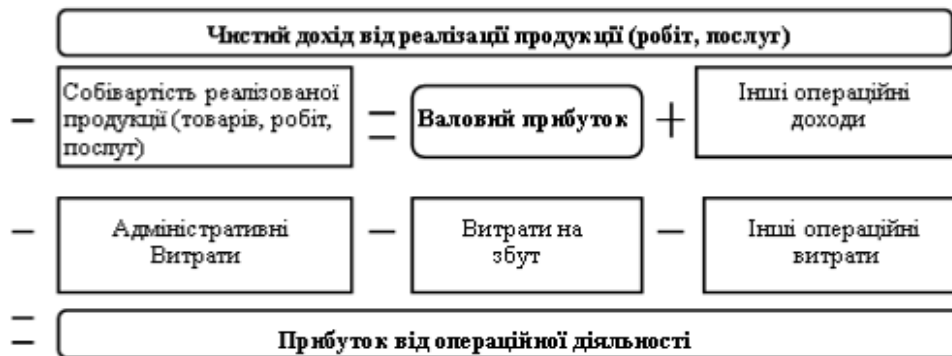 Чистий дохід від реалізації продукції (робіт, послуг)
– Собівартість реалізованої = Валовий прибуток + Інші операційні
продукції (товарів, робіт, доходи
послуг)
– Адміністративні – Витрати на – Інші операційні
Витрати збут витрати
= Прибуток від операційної діяльності